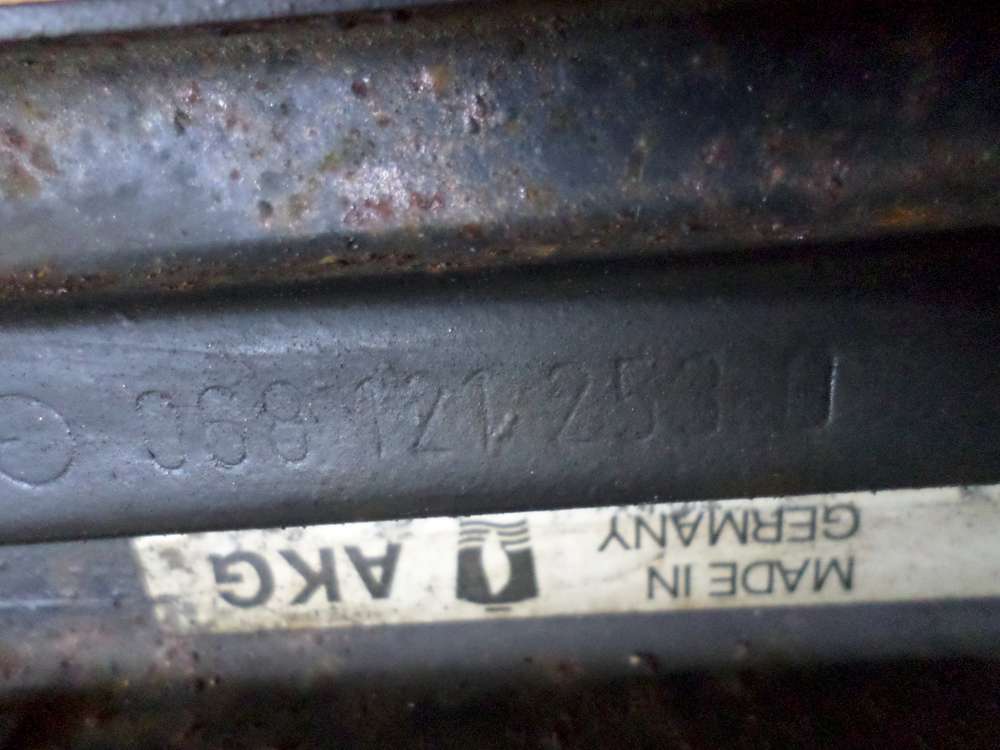 068 121 253
MADE IN
GERMANY
AKG